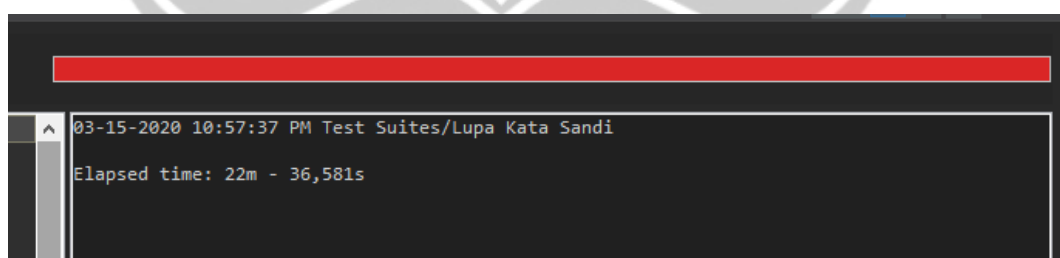 03-15-2020 10:57:37 PM Test Suites/Lupa Kata Sandi
Elapsed time: 22m - 36,581s